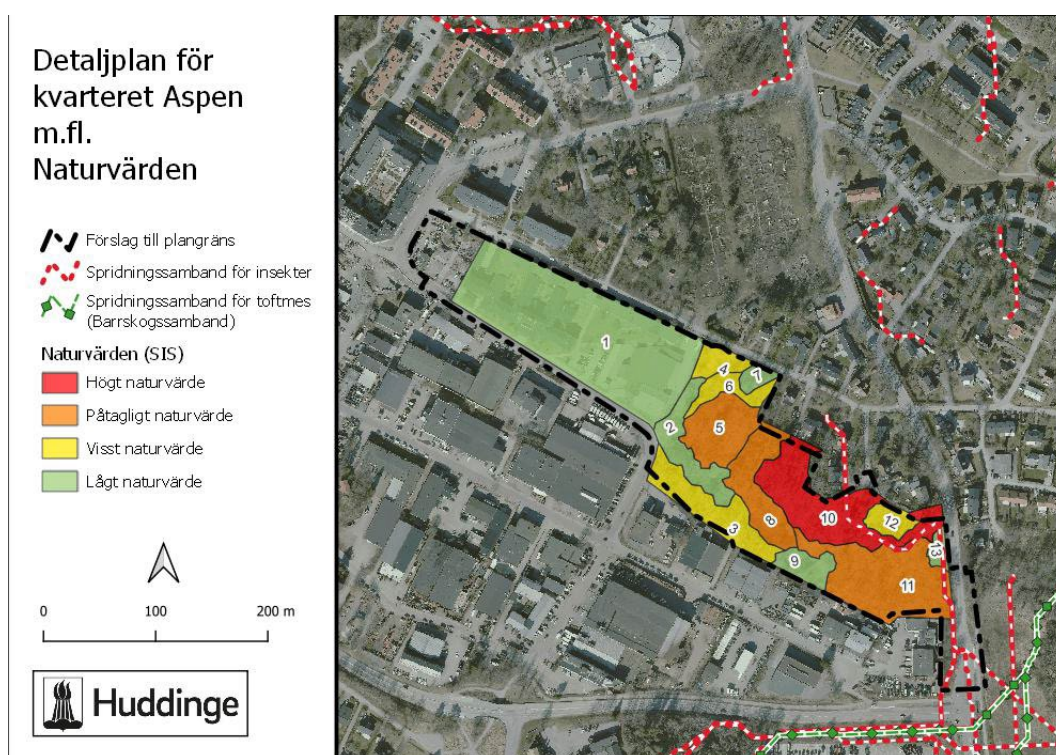 Detaljplan för
kvarteret Aspen
m.fl.
Naturvärden
Förslag till plangräns
Spridningssamband för insekter
Spridningssamband för toftmes
(Barrskogssamband)
Naturvärden (SIS)
Högt naturvärde
Påtagligt naturvärde
Visst naturvärde
Lågt naturvärde
0 100 200 m
Huddinge
1
4
7
6
2
5
3
8
10
12
13
9
11